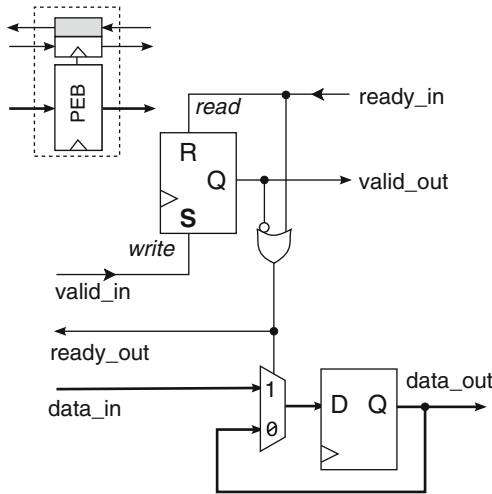 PEB
read
ready_in
R
Q
valid_out
S
write
valid_in
ready_out
data_in
1
0
D Q
data_out